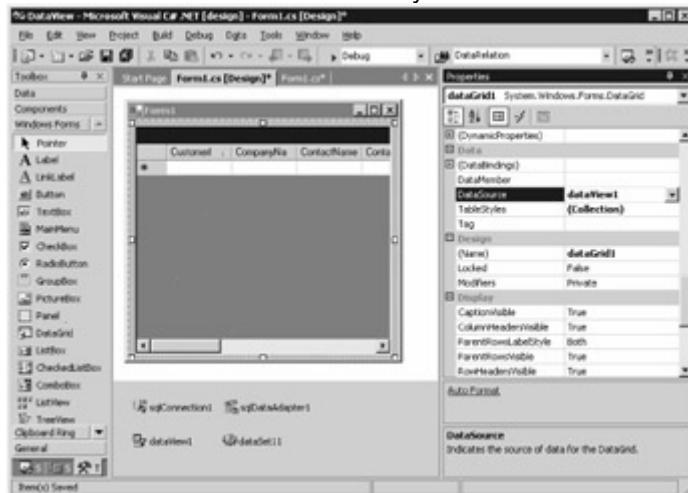 DataView - Microsoft Visual C# .NET [design] - Form1.cs [Design]*
File Edit View Project Build Debug Data Tools Window Help
Debug
DataRelation
Toolbox
Data
Components
Windows Forms
Pointer
Label
LinkLabel
Button
TextBox
MainMenu
CheckBox
RadioButton
GroupBox
PictureBox
Panel
DataGrid
ListBox
CheckedListBox
ComboBox
ListView
TreeView
Clipboard Ring
General
Start Page Form1.cs [Design]* Form1.cs*
Form1
CustomerI CompanyNa ContactName Conta
sqlConnection1 sqlDataAdapter1
dataView1 dataSet11
Properties
dataGrid1 System.Windows.Forms.DataGrid
(DynamicProperties)
Data
(DataBindings)
DataMember
DataSource dataView1
TableStyles (Collection)
Tag
Design
(Name) dataGrid1
Locked False
Modifiers Private
Display
CaptionVisible True
ColumnHeadersVisible True
ParentRowsLabelStyle Both
ParentRowsVisible True
RowHeadersVisible True
Auto Format
DataSource
Indicates the source of data for the DataGrid.
Item(s) Saved